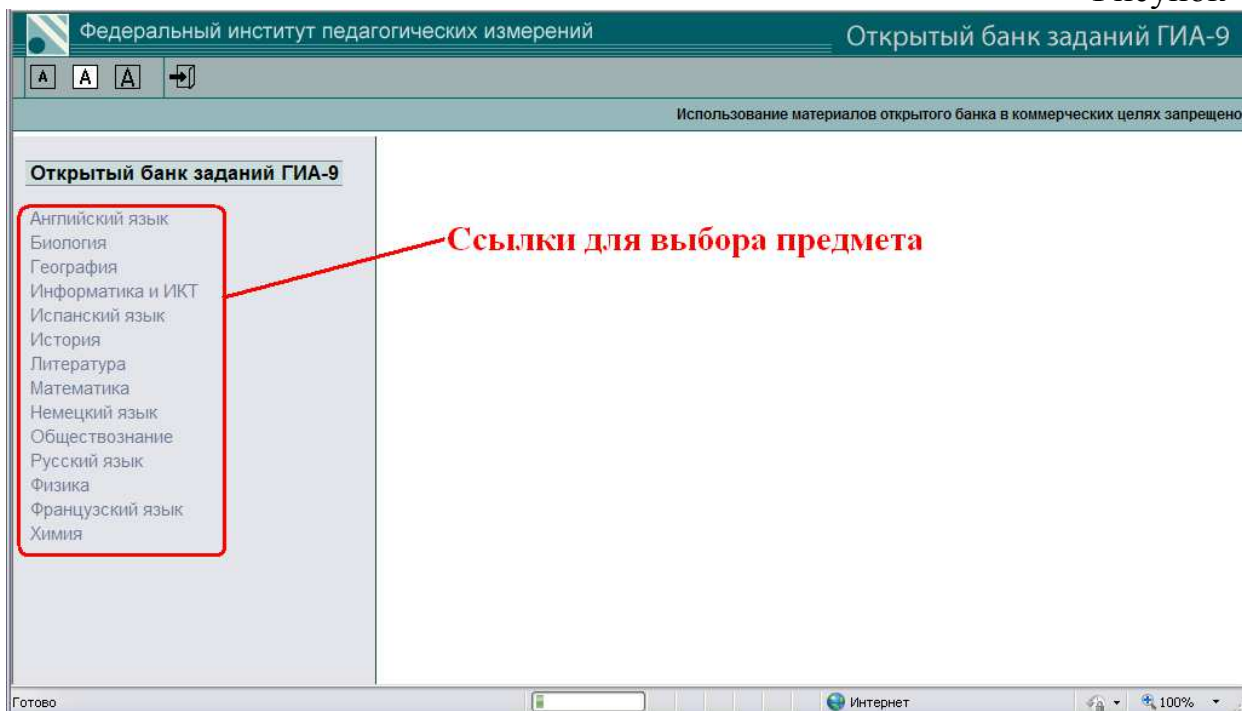 Федеральный институт педагогических измерений
Открытый банк заданий ГИА-9
A A A
Использование материалов открытого банка в коммерческих целях запрещено
Открытый банк заданий ГИА-9
Английский язык
Биология
География
Информатика и ИКТ
Испанский язык
История
Литература
Математика
Немецкий язык
Обществознание
Русский язык
Физика
Французский язык
Химия
Ссылки для выбора предмета
Готово
Интернет
100%